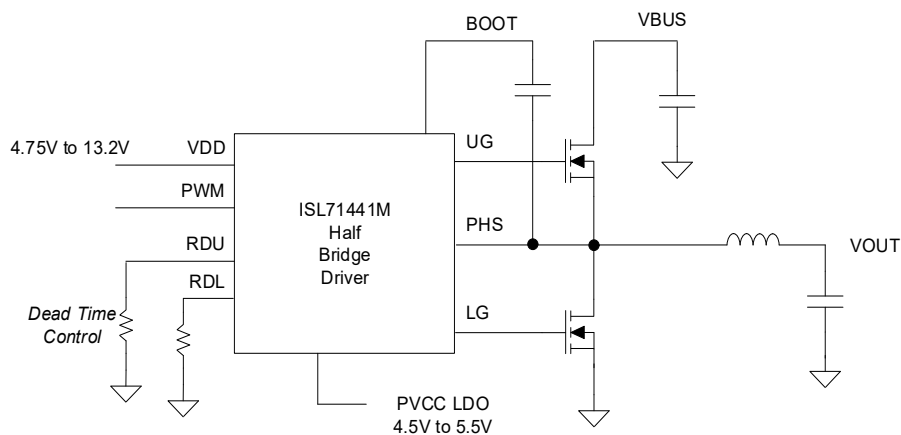 BOOT
VBUS
UG
4.75V to 13.2V
VDD
PWM
ISL71441M
Half
Bridge
Driver
PHS
RDU
VOUT
RDL
LG
Dead Time
Control
PVCC LDO
4.5V to 5.5V